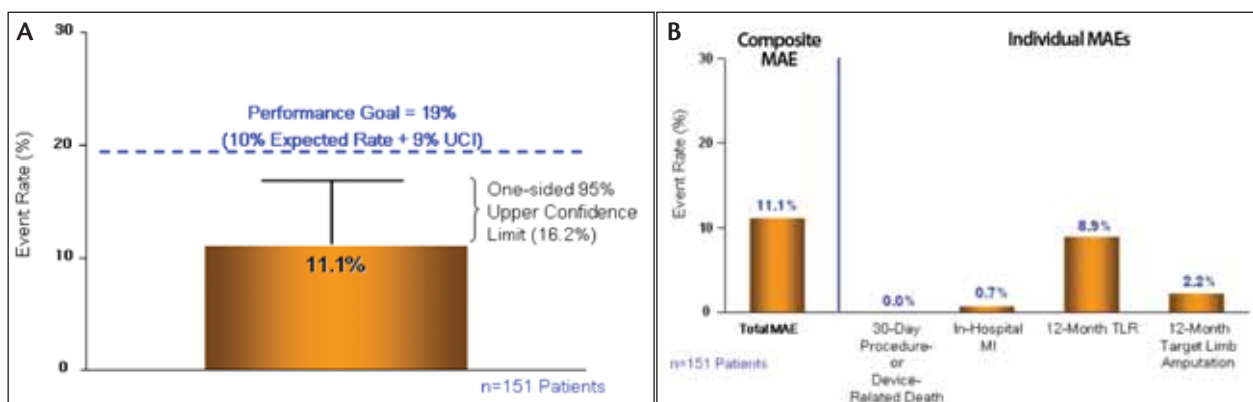 A
30
20
10
0
Event Rate (%)
Performance Goal = 19%
(10% Expected Rate + 9% UCI)
One-sided 95%
Upper Confidence
Limit (16.2%)
11.1%
n=151 Patients
B
Composite
MAE
Individual MAEs
30
20
10
0
Event Rate (%)
11.1%
0.0%
0.7%
8.9%
2.2%
Total MAE
30-Day
Procedure-
or
Device-
Related Death
In-Hospital
MI
12-Month TLR
12-Month
Target Limb
Amputation
n=151 Patients